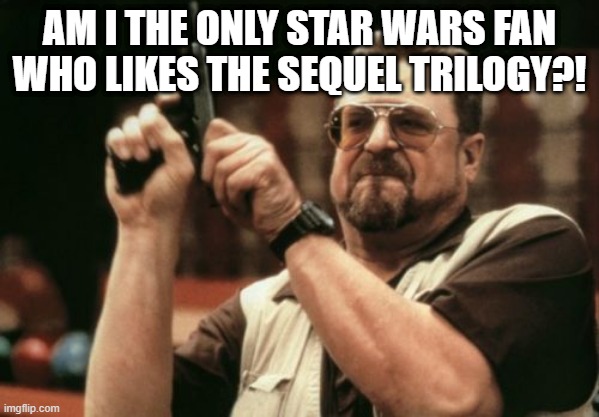 AM I THE ONLY STAR WARS FAN
WHO LIKES THE SEQUEL TRILOGY?!
imgflip.com